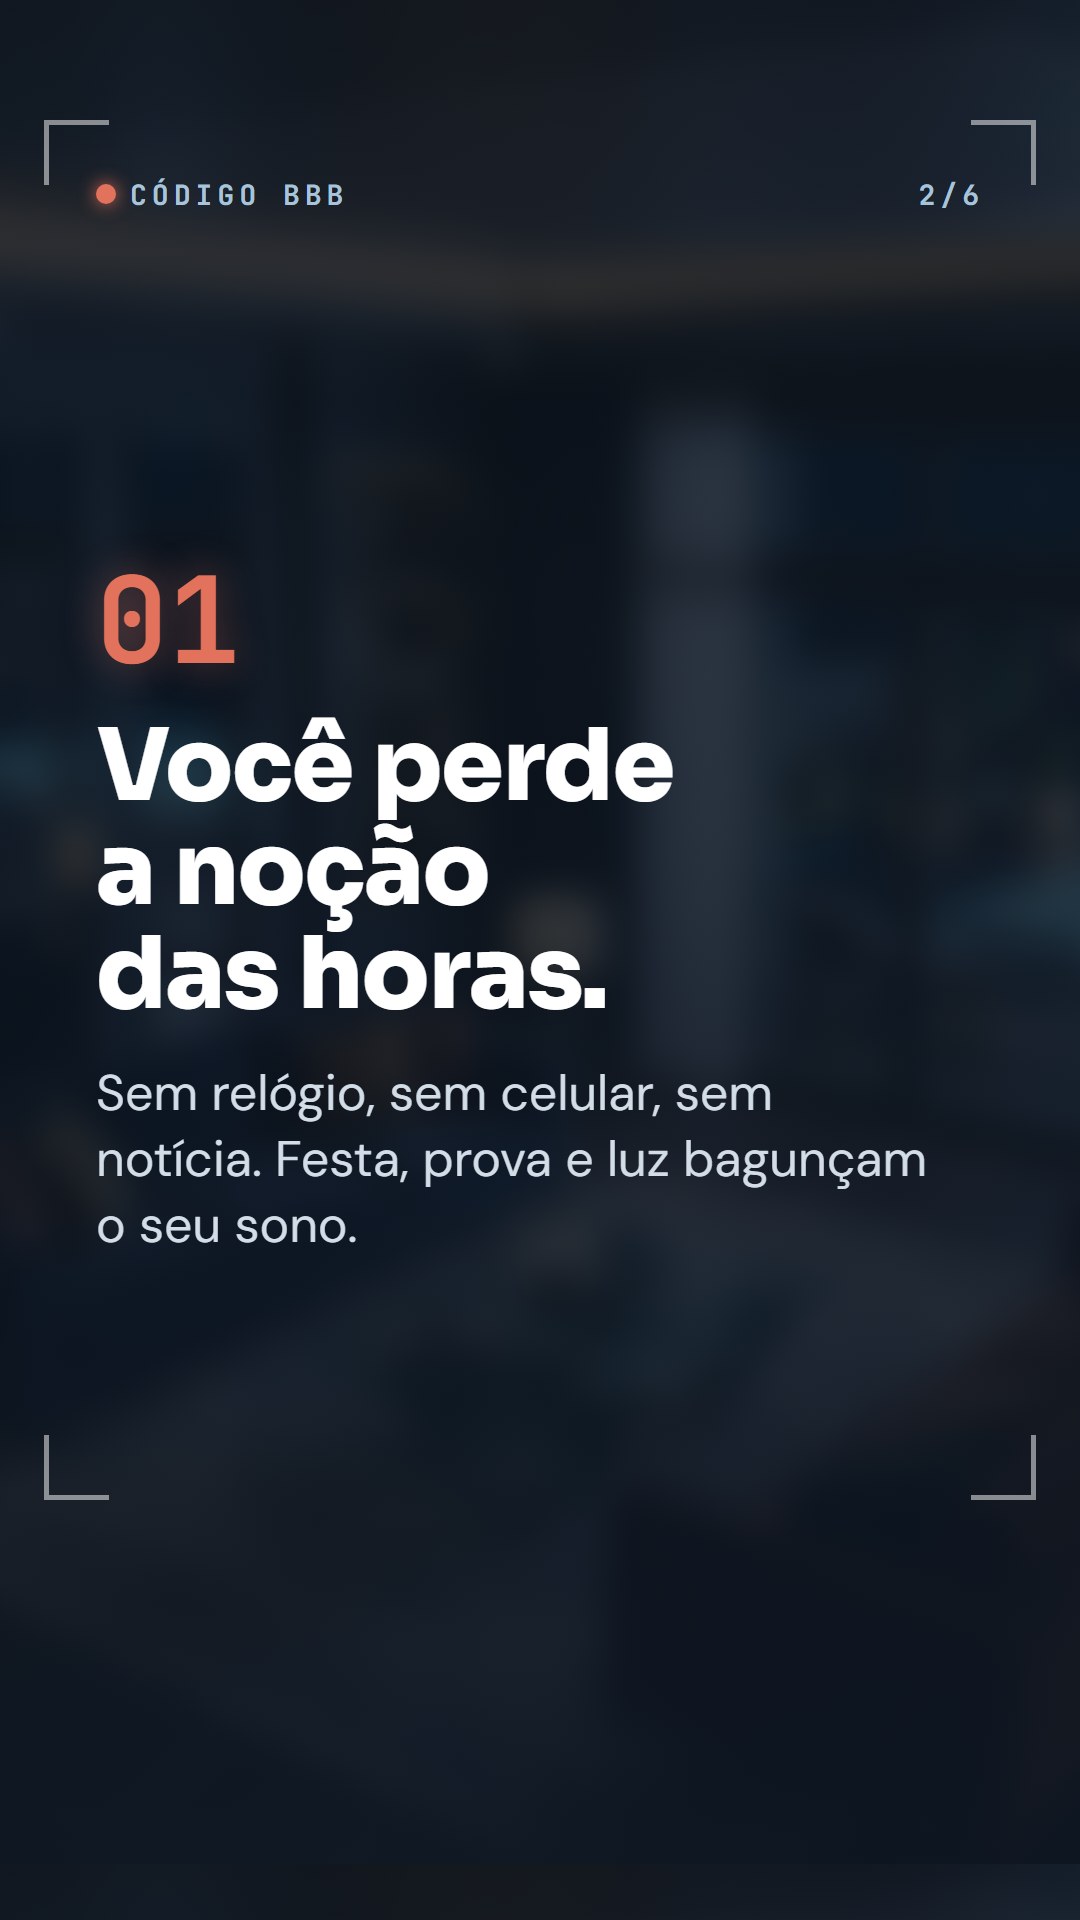 CÓDIGO BBB
2/6
01
Você perde
a noção
das horas.
Sem relógio, sem celular, sem
notícia. Festa, prova e luz bagunçam
o seu sono.